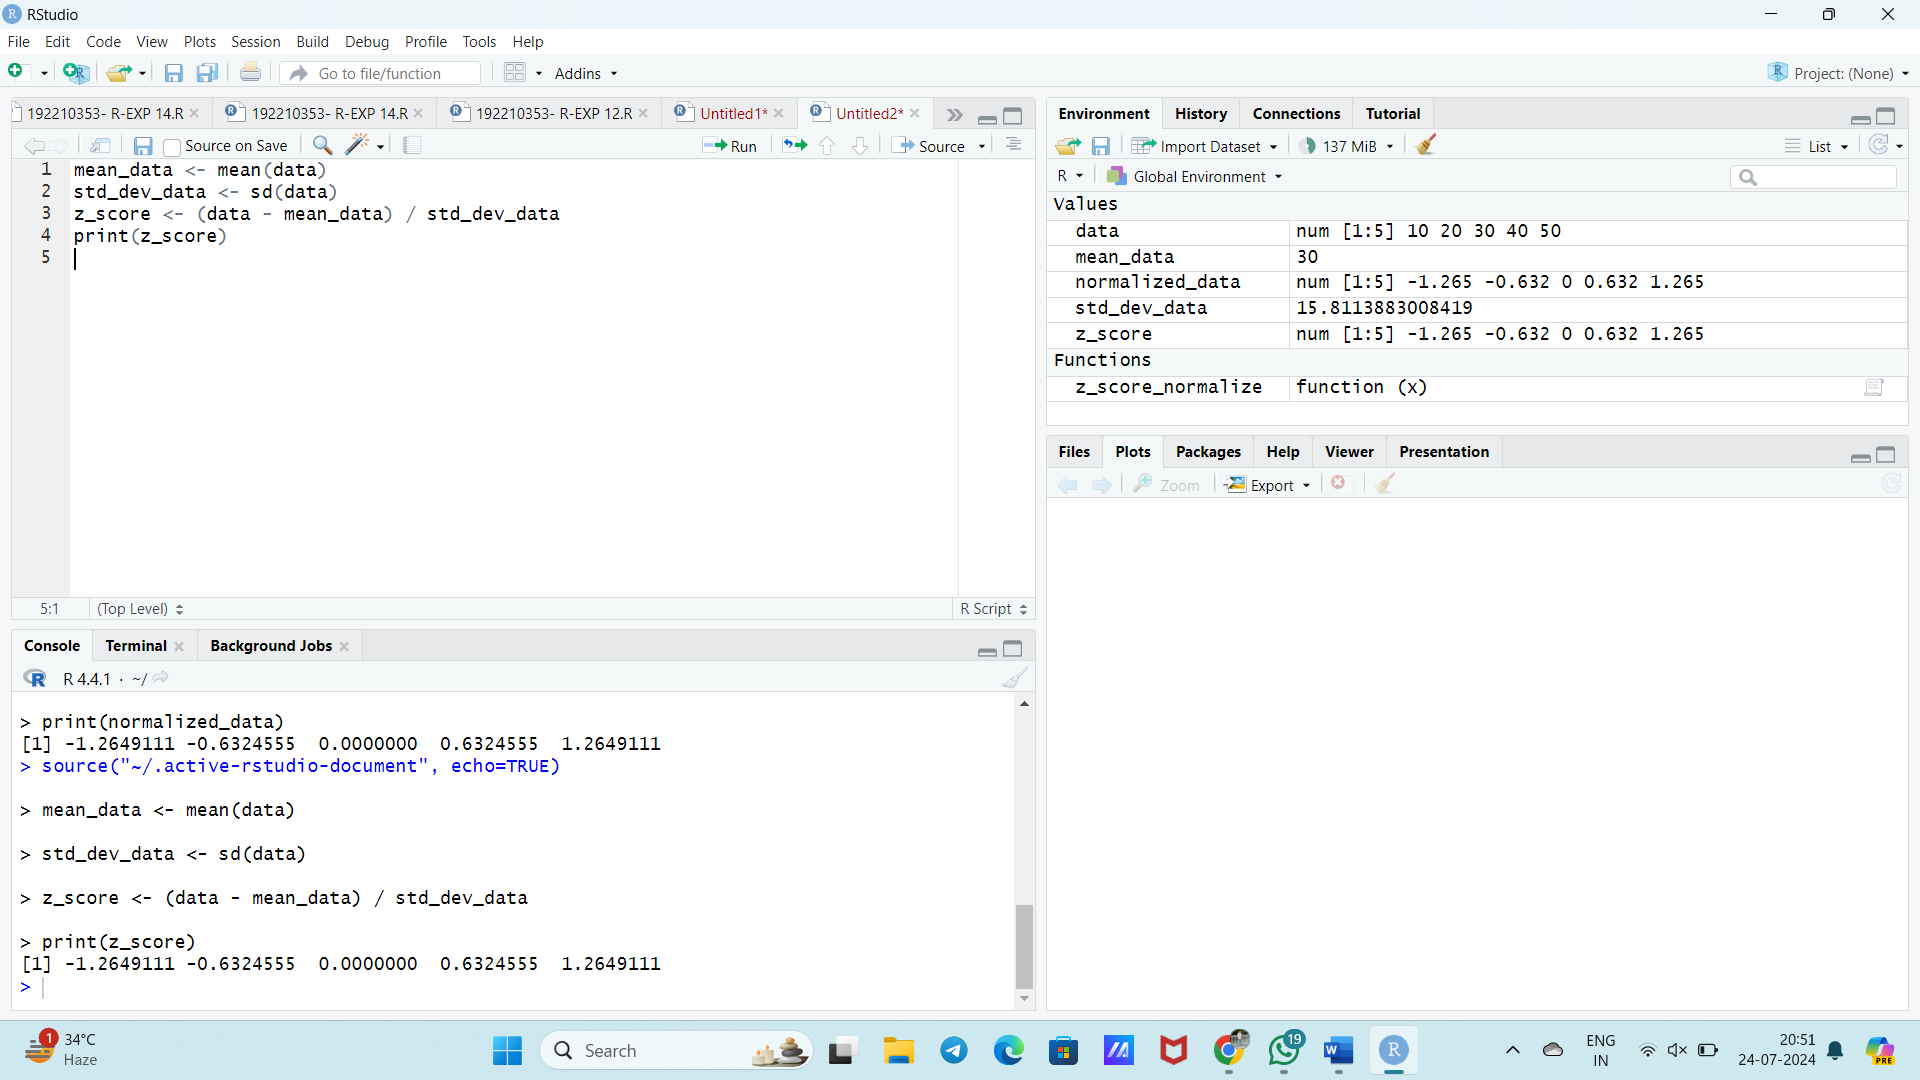 RStudio
File Edit Code View Plots Session Build Debug Profile Tools Help
Go to file/function Addins Project: (None)
192210353- R-EXP 14.R 192210353- R-EXP 14.R 192210353- R-EXP 12.R Untitled1* Untitled2*
Source on Save Run Source
1 mean_data <- mean(data)
2 std_dev_data <- sd(data)
3 z_score <- (data - mean_data) / std_dev_data
4 print(z_score)
5
5:1 (Top Level) R Script
Console Terminal Background Jobs
R 4.4.1 · ~/
> print(normalized_data)
[1] -1.2649111 -0.6324555  0.0000000  0.6324555  1.2649111
> source("~/.active-rstudio-document", echo=TRUE)
> mean_data <- mean(data)
> std_dev_data <- sd(data)
> z_score <- (data - mean_data) / std_dev_data
> print(z_score)
[1] -1.2649111 -0.6324555  0.0000000  0.6324555  1.2649111
>
Environment History Connections Tutorial
Import Dataset 137 MiB List
R Global Environment
Values
data num [1:5] 10 20 30 40 50
mean_data 30
normalized_data num [1:5] -1.265 -0.632 0 0.632 1.265
std_dev_data 15.8113883008419
z_score num [1:5] -1.265 -0.632 0 0.632 1.265
Functions
z_score_normalize function (x)
Files Plots Packages Help Viewer Presentation
Zoom Export
1 34°C
Haze
Search
19
ENG
IN
20:51
24-07-2024
PRE